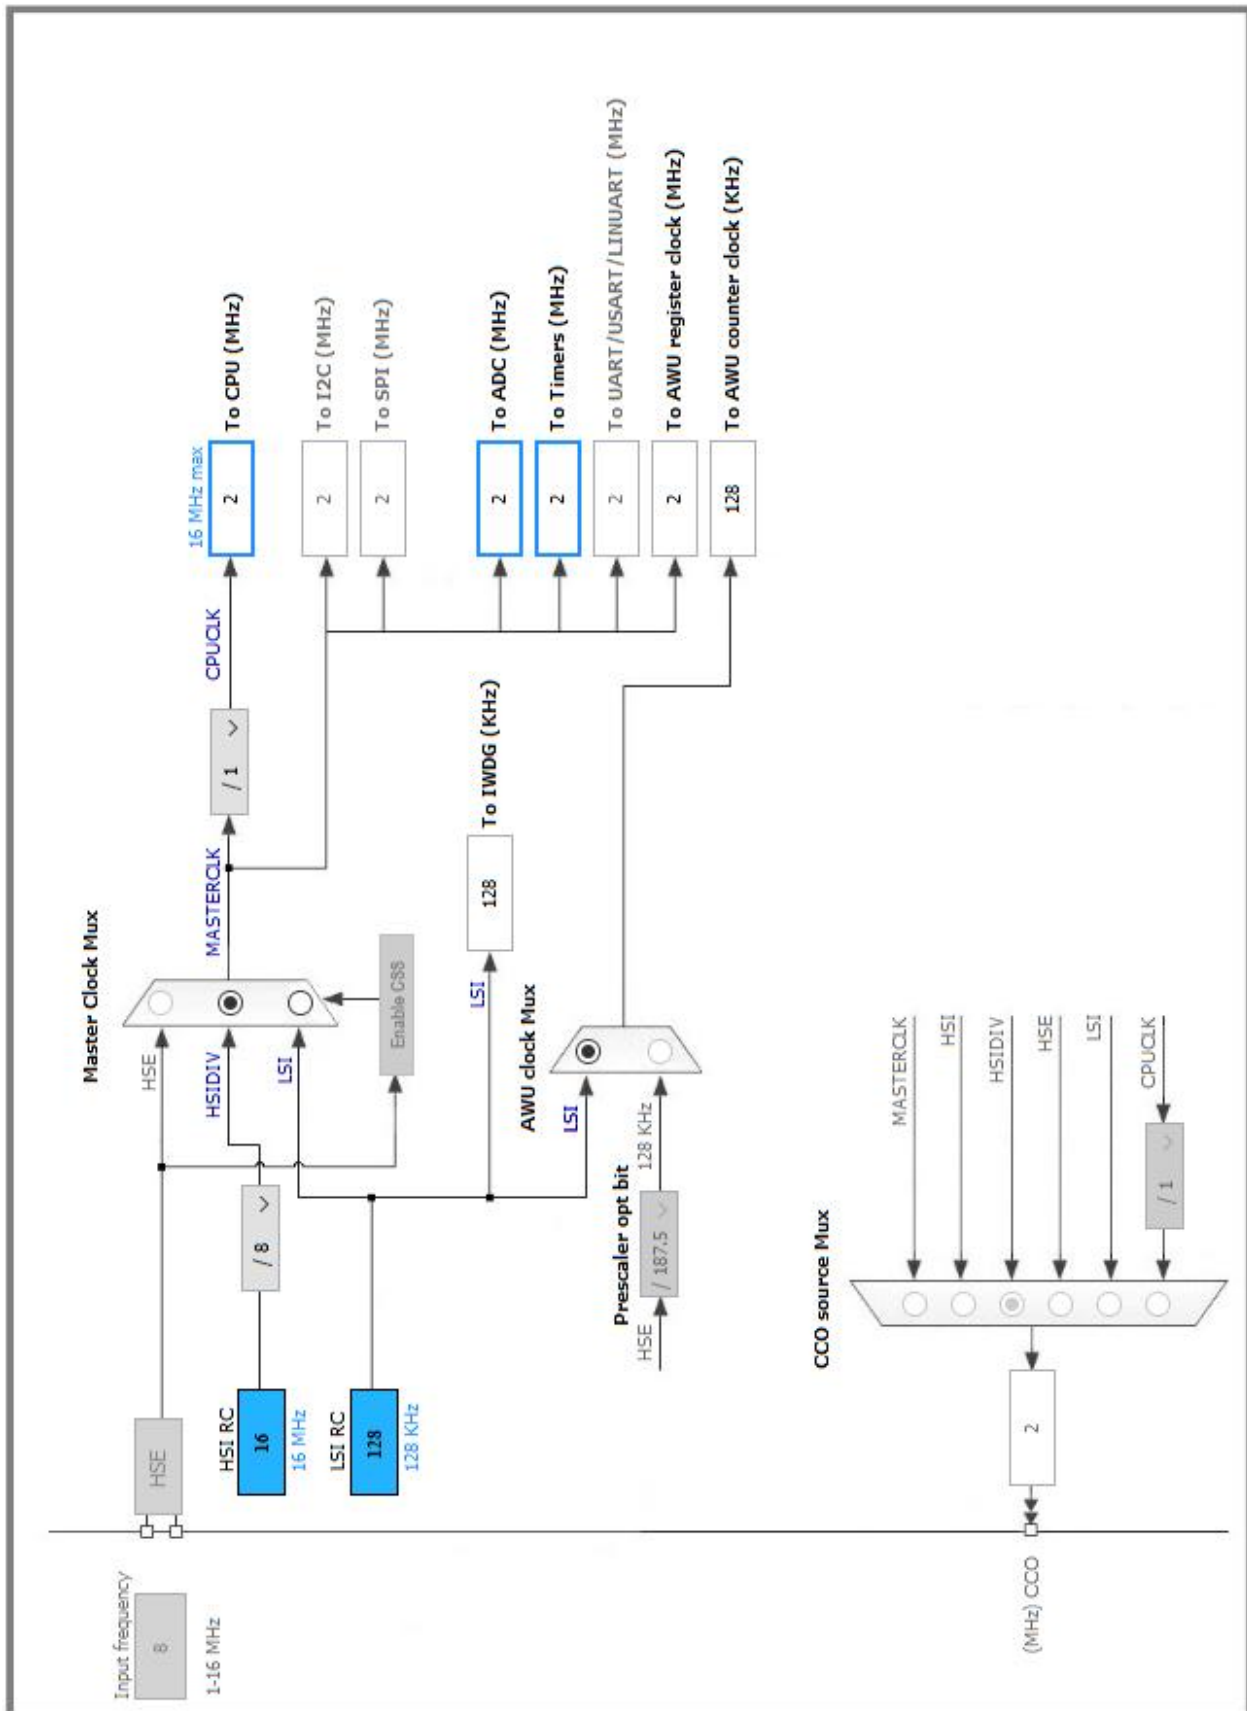 Input frequency
8
1-16 MHz
HSE
HSI RC
16
16 MHz
LSI RC
128
128 KHz
/ 8
HSE
HSIDIV
LSI
Master Clock Mux
Enable CSS
MASTERCLK
/ 1
CPUCLK
16 MHz max
2
To CPU (MHz)
2
To I2C (MHz)
2
To SPI (MHz)
2
To ADC (MHz)
2
To Timers (MHz)
2
To UART/USART/LINUART (MHz)
2
To AWU register clock (MHz)
128
To AWU counter clock (KHz)
LSI
128
To IWDG (KHz)
AWU clock Mux
LSI
Prescaler opt bit
HSE
/ 187.5
128 KHz
CCO source Mux
MASTERCLK
HSI
HSIDIV
HSE
LSI
CPUCLK
/ 1
2
(MHz) CCO